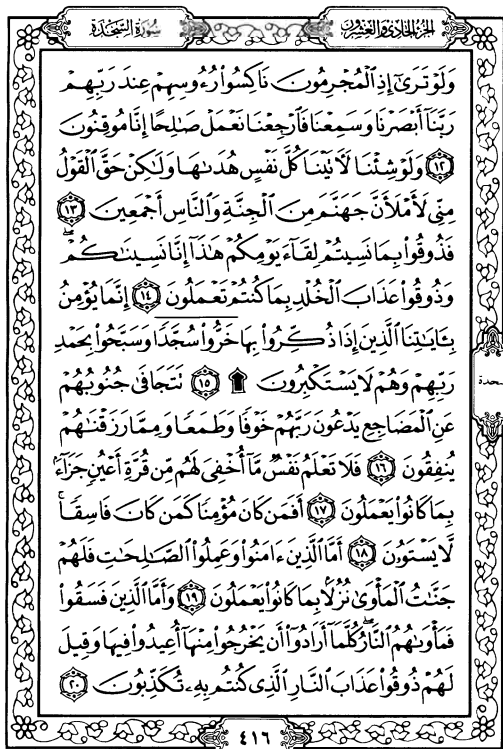 سُورَةُ السَّجْدَةِ
الجزء الحادى والعشرون
وَلَوْ تَرَىٰٓ إِذِ ٱلْمُجْرِمُونَ نَاكِسُوا۟ رُءُوسِهِمْ عِندَ رَبِّهِمْ
رَبَّنَآ أَبْصَرْنَا وَسَمِعْنَا فَٱرْجِعْنَا نَعْمَلْ صَٰلِحًا إِنَّا مُوقِنُونَ
١٢ وَلَوْ شِئْنَا لَءَاتَيْنَا كُلَّ نَفْسٍ هُدَىٰهَا وَلَٰكِنْ حَقَّ ٱلْقَوْلُ
مِنِّى لَأَمْلَأَنَّ جَهَنَّمَ مِنَ ٱلْجِنَّةِ وَٱلنَّاسِ أَجْمَعِينَ ١٣
فَذُوقُوا۟ بِمَا نَسِيتُمْ لِقَآءَ يَوْمِكُمْ هَٰذَآ إِنَّا نَسِينَٰكُمْ ۖ
وَذُوقُوا۟ عَذَابَ ٱلْخُلْدِ بِمَا كُنتُمْ تَعْمَلُونَ ١٤ إِنَّمَا يُؤْمِنُ
بِـَٔايَٰتِنَا ٱلَّذِينَ إِذَا ذُكِّرُوا۟ بِهَا خَرُّوا۟ سُجَّدًا وَسَبَّحُوا۟ بِحَمْدِ
رَبِّهِمْ وَهُمْ لَا يَسْتَكْبِرُونَ ۩ ١٥ تَتَجَافَىٰ جُنُوبُهُمْ
عَنِ ٱلْمَضَاجِعِ يَدْعُونَ رَبَّهُمْ خَوْفًا وَطَمَعًا وَمِمَّا رَزَقْنَٰهُمْ
يُنفِقُونَ ١٦ فَلَا تَعْلَمُ نَفْسٌ مَّآ أُخْفِىَ لَهُم مِّن قُرَّةِ أَعْيُنٍ جَزَآءًۢ
بِمَا كَانُوا۟ يَعْمَلُونَ ١٧ أَفَمَن كَانَ مُؤْمِنًا كَمَن كَانَ فَاسِقًا ۚ
لَّا يَسْتَوُۥنَ ١٨ أَمَّا ٱلَّذِينَ ءَامَنُوا۟ وَعَمِلُوا۟ ٱلصَّٰلِحَٰتِ فَلَهُمْ
جَنَّٰتُ ٱلْمَأْوَىٰ نُزُلًۢا بِمَا كَانُوا۟ يَعْمَلُونَ ١٩ وَأَمَّا ٱلَّذِينَ فَسَقُوا۟
فَمَأْوَىٰهُمُ ٱلنَّارُ ۖ كُلَّمَآ أَرَادُوٓا۟ أَن يَخْرُجُوا۟ مِنْهَآ أُعِيدُوا۟ فِيهَا وَقِيلَ
لَهُمْ ذُوقُوا۟ عَذَابَ ٱلنَّارِ ٱلَّذِى كُنتُم بِهِۦ تُكَذِّبُونَ ٢٠
٤١٦